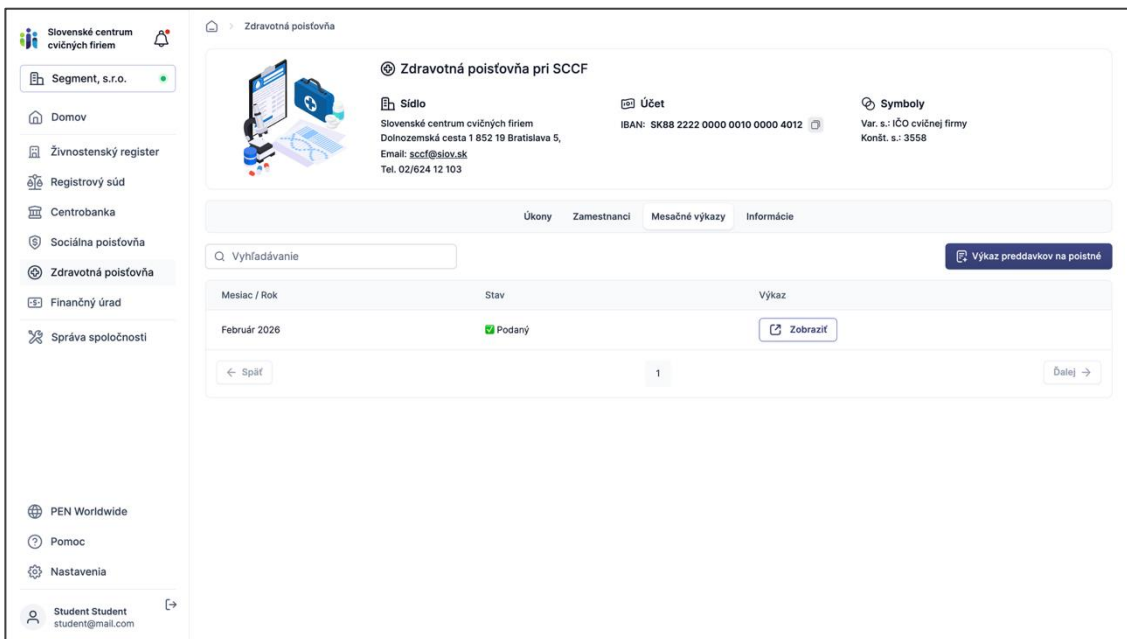 Slovenské centrum
cvičných firiem
Segment, s.r.o.
Domov
Živnostenský register
Registrový súd
Centrobanka
Sociálna poisťovňa
Zdravotná poisťovňa
Finančný úrad
Správa spoločnosti
PEN Worldwide
Pomoc
Nastavenia
Student Student
student@mail.com
Zdravotná poisťovňa
Zdravotná poisťovňa pri SCCF
Sídlo
Slovenské centrum cvičných firiem
Dolnozemská cesta 1 852 19 Bratislava 5,
Email: sccf@siov.sk
Tel. 02/624 12 103
Účet
IBAN: SK88 2222 0000 0010 0000 4012
Symboly
Var. s.: IČO cvičnej firmy
Konšt. s.: 3558
Úkony Zamestnanci Mesačné výkazy Informácie
Vyhľadávanie
Výkaz preddavkov na poistné
Mesiac / Rok Stav Výkaz
Február 2026 Podaný Zobraziť
Späť 1 Ďalej